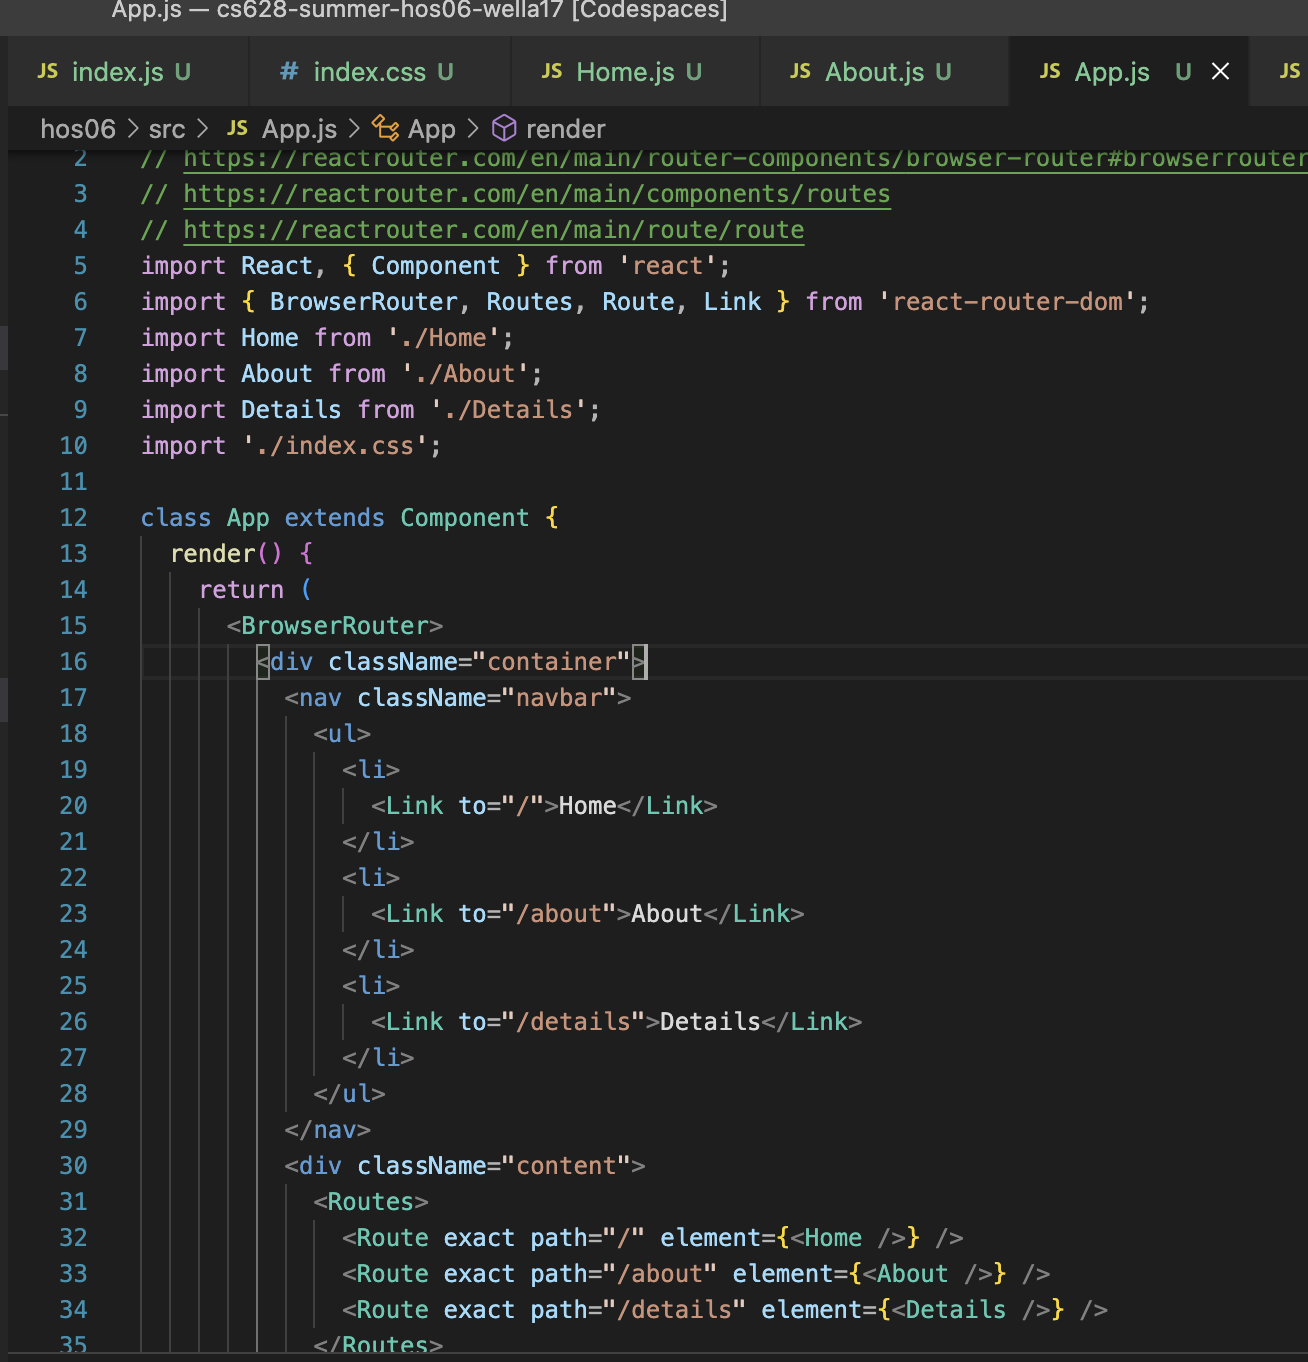 App.js — cs628-summer-hos06-wella17 [Codespaces]
JS index.js U # index.css U JS Home.js U JS About.js U JS App.js U JS
hos06 > src > JS App.js > App > render
2 // https://reactrouter.com/en/main/router-components/browser-router#browserrouter
3 // https://reactrouter.com/en/main/components/routes
4 // https://reactrouter.com/en/main/route/route
5 import React, { Component } from 'react';
6 import { BrowserRouter, Routes, Route, Link } from 'react-router-dom';
7 import Home from './Home';
8 import About from './About';
9 import Details from './Details';
10 import './index.css';
11
12 class App extends Component {
13   render() {
14     return (
15       <BrowserRouter>
16         <div className="container">
17           <nav className="navbar">
18             <ul>
19               <li>
20                 <Link to="/">Home</Link>
21               </li>
22               <li>
23                 <Link to="/about">About</Link>
24               </li>
25               <li>
26                 <Link to="/details">Details</Link>
27               </li>
28             </ul>
29           </nav>
30           <div className="content">
31             <Routes>
32               <Route exact path="/" element={<Home />} />
33               <Route exact path="/about" element={<About />} />
34               <Route exact path="/details" element={<Details />} />
35             </Routes>